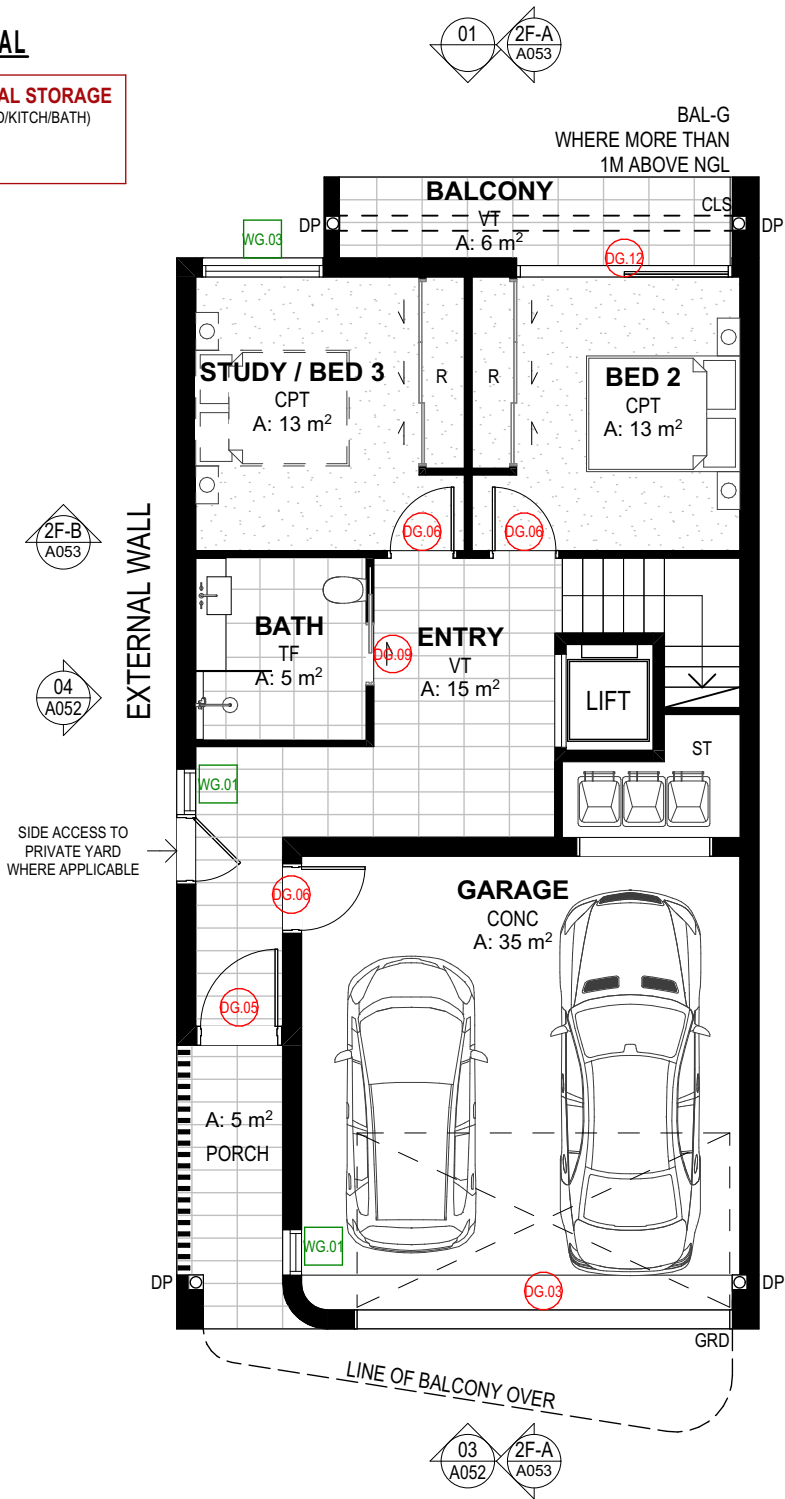 AL
AL STORAGE
/KITCH/BATH)
01
2F-A
A053
BAL-G
WHERE MORE THAN
1M ABOVE NGL
BALCONY
VT
A: 6 m²
CLS
DP
DP
WG.03
DG.12
STUDY / BED 3
CPT
A: 13 m²
R
R
BED 2
CPT
A: 13 m²
2F-B
A053
EXTERNAL WALL
DG.06
DG.06
BATH
TF
A: 5 m²
DG.09
ENTRY
VT
A: 15 m²
LIFT
04
A052
ST
WG.01
SIDE ACCESS TO
PRIVATE YARD
WHERE APPLICABLE
DG.06
GARAGE
CONC
A: 35 m²
DG.05
A: 5 m²
PORCH
WG.01
DP
DG.03
DP
GRD
LINE OF BALCONY OVER
03
A052
2F-A
A053